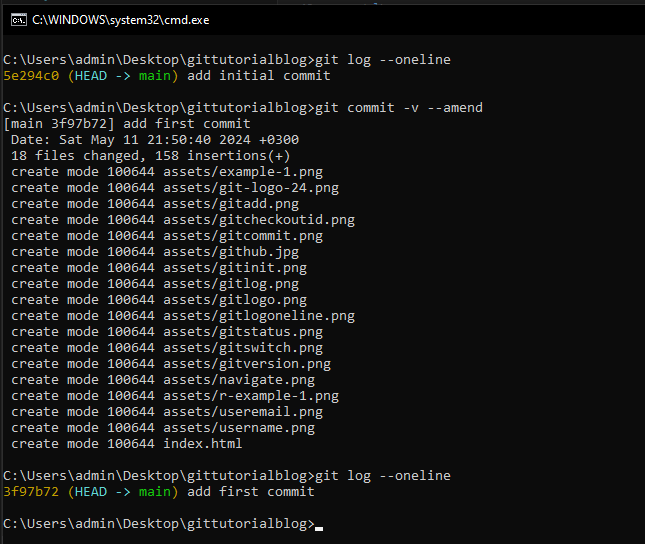 C:\WINDOWS\system32\cmd.exe
C:\Users\admin\Desktop\gittutorialblog>git log --oneline
5e294c0 (HEAD -> main) add initial commit
C:\Users\admin\Desktop\gittutorialblog>git commit -v --amend
[main 3f97b72] add first commit
Date: Sat May 11 21:50:40 2024 +0300
18 files changed, 158 insertions(+)
create mode 100644 assets/example-1.png
create mode 100644 assets/git-logo-24.png
create mode 100644 assets/gitadd.png
create mode 100644 assets/gitcheckoutid.png
create mode 100644 assets/gitcommit.png
create mode 100644 assets/github.jpg
create mode 100644 assets/gitinit.png
create mode 100644 assets/gitlog.png
create mode 100644 assets/gitlogo.png
create mode 100644 assets/gitlogoneline.png
create mode 100644 assets/gitstatus.png
create mode 100644 assets/gitswitch.png
create mode 100644 assets/gitversion.png
create mode 100644 assets/navigate.png
create mode 100644 assets/r-example-1.png
create mode 100644 assets/useremail.png
create mode 100644 assets/username.png
create mode 100644 index.html
C:\Users\admin\Desktop\gittutorialblog>git log --oneline
3f97b72 (HEAD -> main) add first commit
C:\Users\admin\Desktop\gittutorialblog>